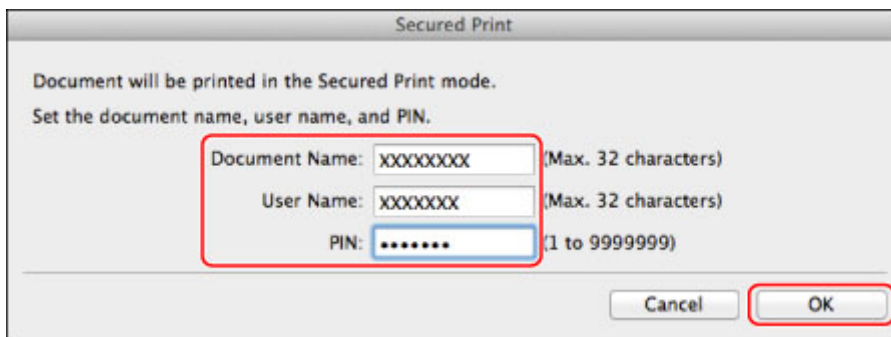 Secured Print
Document will be printed in the Secured Print mode.
Set the document name, user name, and PIN.
Document Name: XXXXXXXX (Max. 32 characters)
User Name: XXXXXXX (Max. 32 characters)
PIN: ••••••• (1 to 9999999)
Cancel OK